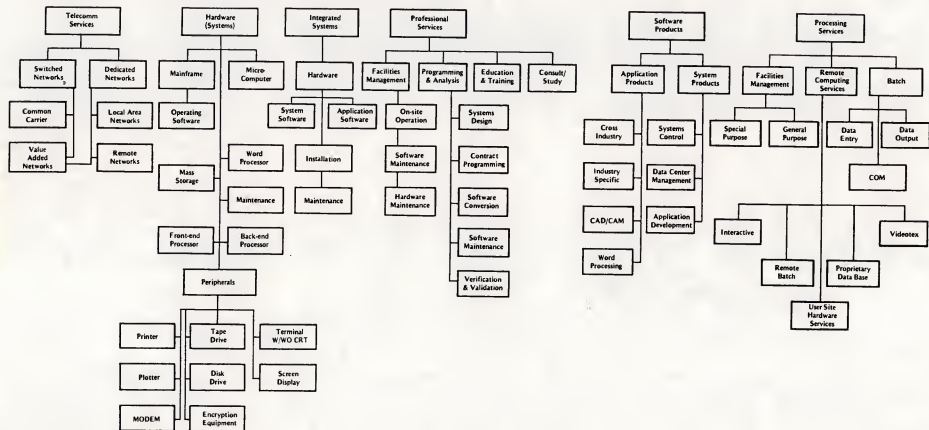 Telecomm
Services
Switched
Networks
Dedicated
Networks
Common
Carrier
Local Area
Networks
Value
Added
Networks
Remote
Networks
Hardware
(Systems)
Mainframe
Micro-
Computer
Operating
Software
Word
Processor
Mass
Storage
Maintenance
Front-end
Processor
Back-end
Processor
Peripherals
Printer
Tape
Drive
Terminal
W/WO CRT
Plotter
Disk
Drive
Screen
Display
MODEM
Encryption
Equipment
Integrated
Systems
Hardware
System
Software
Application
Software
Installation
Maintenance
Professional
Services
Facilities
Management
Programming
& Analysis
Education
& Training
Consult/
Study
On-site
Operation
Software
Maintenance
Hardware
Maintenance
Systems
Design
Contract
Programming
Software
Conversion
Software
Maintenance
Verification
& Validation
Software
Products
Application
Products
System
Products
Cross
Industry
Industry
Specific
CAD/CAM
Word
Processing
Systems
Control
Data Center
Management
Application
Development
Processing
Services
Facilities
Management
Remote
Computing
Services
Batch
Special
Purpose
General
Purpose
Data
Entry
Data
Output
COM
Interactive
Remote
Batch
Proprietary
Data Base
Videotex
User Site
Hardware
Services